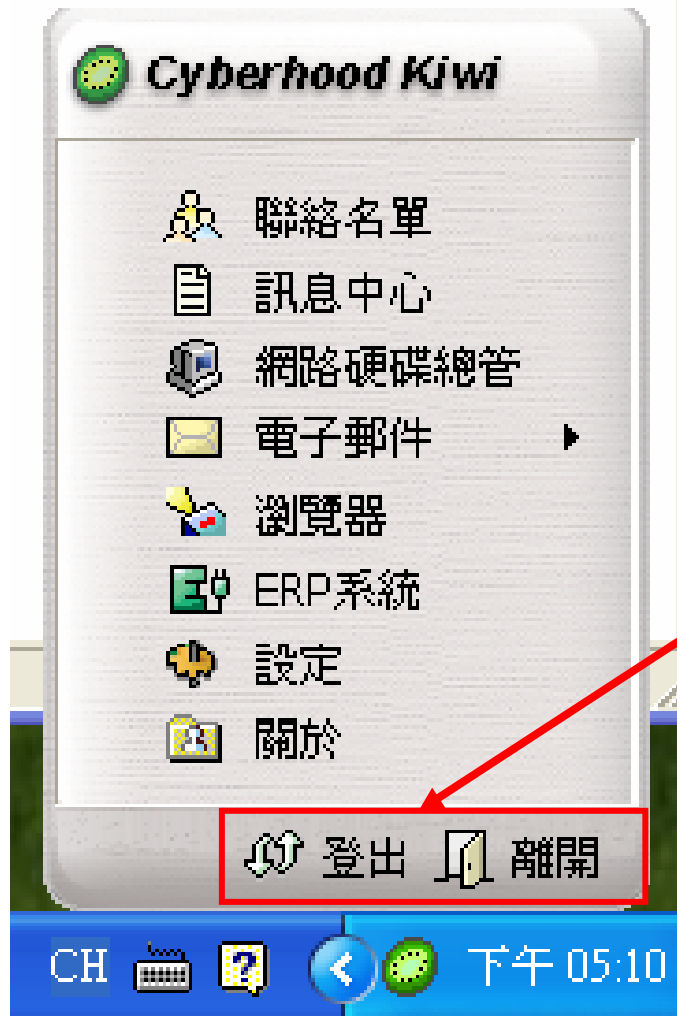 Cyberhood Kiwi
聯絡名單
訊息中心
網路硬碟總管
電子郵件
瀏覽器
ERP系統
設定
關於
登出 離開
CH 下午 05:10